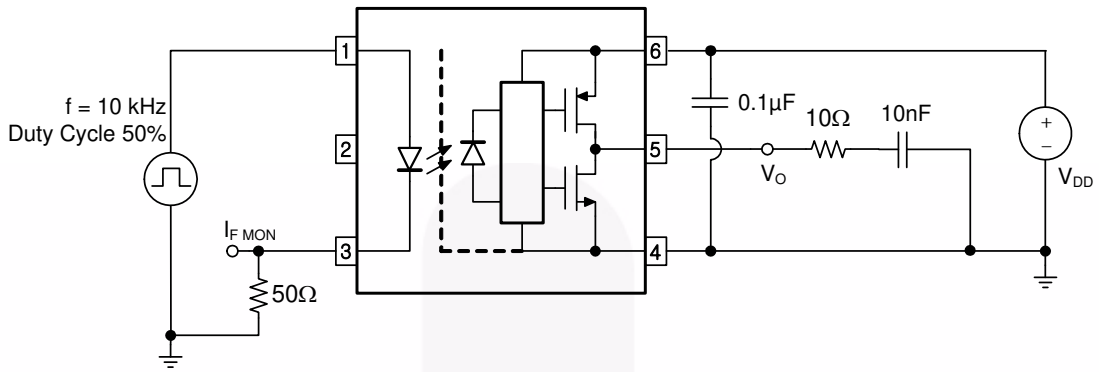 1
6
f = 10 kHz
Duty Cycle 50%
0.1µF
10Ω
10nF
+
−
2
5
V_O
V_DD
I_F MON
3
4
50Ω